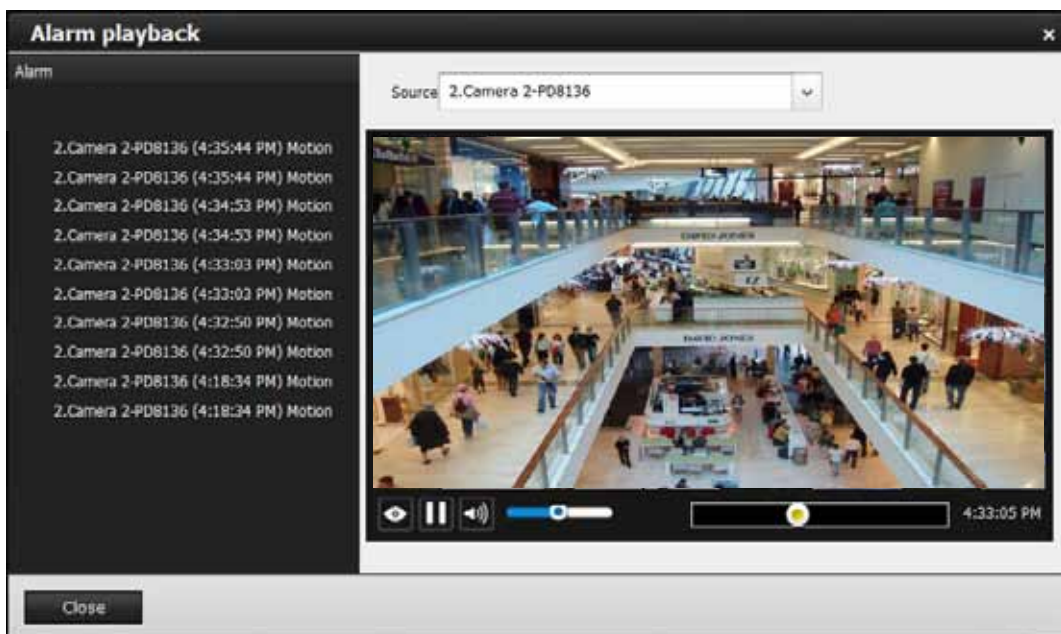 Alarm playback
Alarm
Source 2.Camera 2-PD8136
2.Camera 2-PD8136 (4:35:44 PM) Motion
2.Camera 2-PD8136 (4:35:44 PM) Motion
2.Camera 2-PD8136 (4:34:53 PM) Motion
2.Camera 2-PD8136 (4:34:53 PM) Motion
2.Camera 2-PD8136 (4:33:03 PM) Motion
2.Camera 2-PD8136 (4:33:03 PM) Motion
2.Camera 2-PD8136 (4:32:50 PM) Motion
2.Camera 2-PD8136 (4:32:50 PM) Motion
2.Camera 2-PD8136 (4:18:34 PM) Motion
2.Camera 2-PD8136 (4:18:34 PM) Motion
DAVID JONES
DAVID JONES
4:33:05 PM
Close